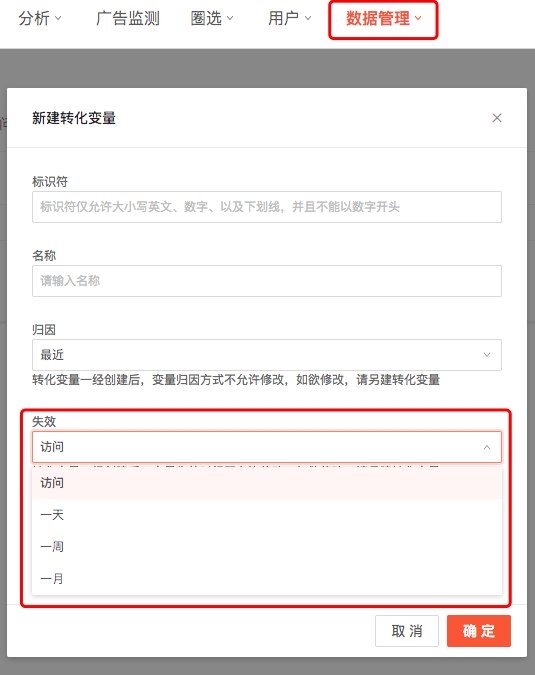 分析 广告监测 圈选 用户 数据管理
新建转化变量
标识符
标识符仅允许大小写英文、数字、以及下划线，并且不能以数字开头
名称
请输入名称
归因
最近
转化变量一经创建后，变量归因方式不允许修改，如欲修改，请另建转化变量
失效
访问
访问
一天
一周
一月
取 消 确 定